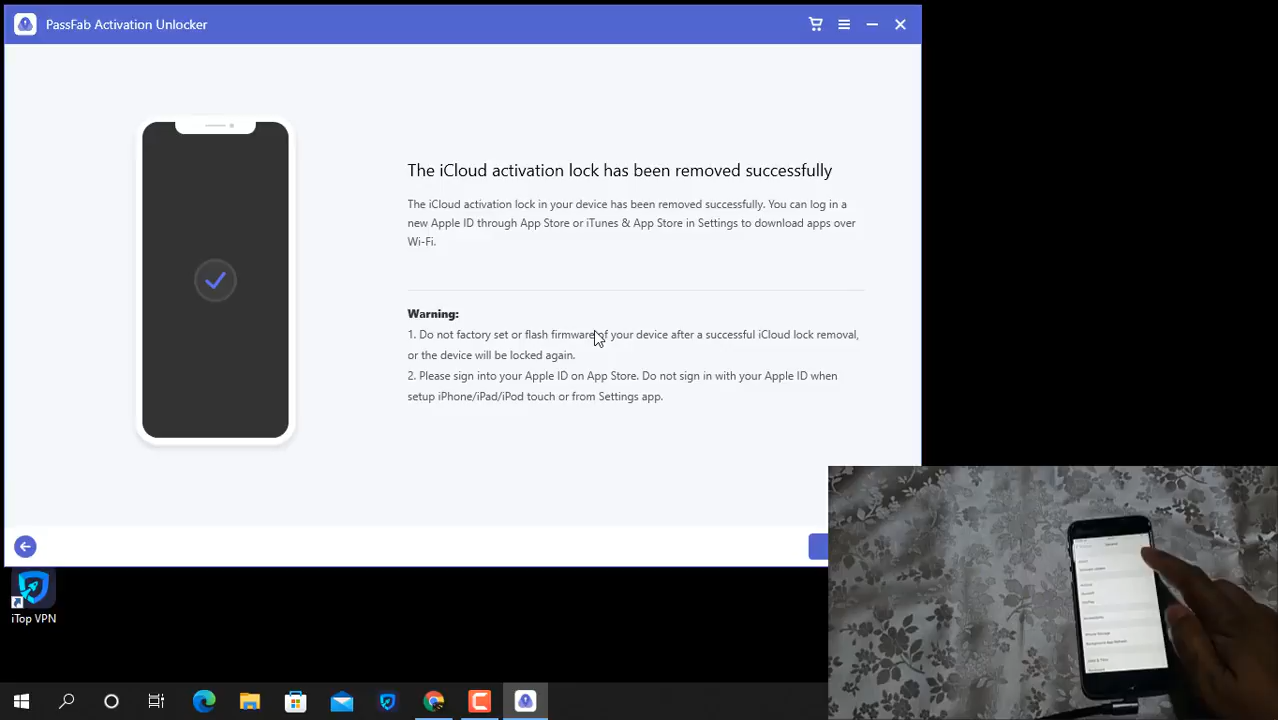 PassFab Activation Unlocker
The iCloud activation lock has been removed successfully
The iCloud activation lock in your device has been removed successfully. You can log in a
new Apple ID through App Store or iTunes & App Store in Settings to download apps over
Wi-Fi.
Warning:
1. Do not factory set or flash firmware of your device after a successful iCloud lock removal,
or the device will be locked again.
2. Please sign into your Apple ID on App Store. Do not sign in with your Apple ID when
setup iPhone/iPad/iPod touch or from Settings app.
iTop VPN